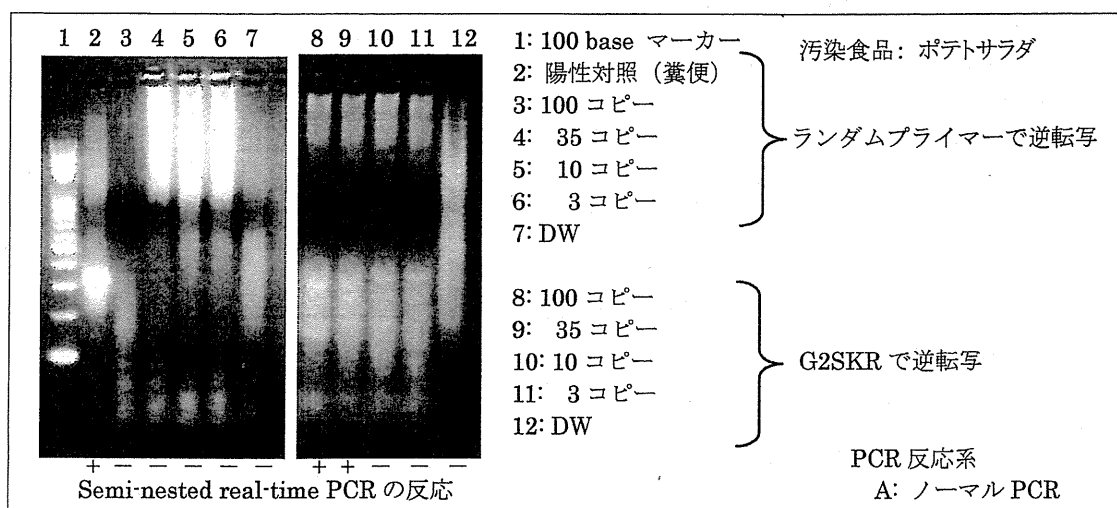 1 2 3 4 5 6 7
8 9 10 11 12
+ − − − − −
+ + − − −
Semi-nested real-time PCR の反応
1: 100 base マーカー
2: 陽性対照（糞便）
3: 100 コピー
4: 35 コピー
5: 10 コピー
6: 3 コピー
7: DW
8: 100 コピー
9: 35 コピー
10: 10 コピー
11: 3 コピー
12: DW
汚染食品: ポテトサラダ
ランダムプライマーで逆転写
G2SKR で逆転写
PCR 反応系
A: ノーマル PCR